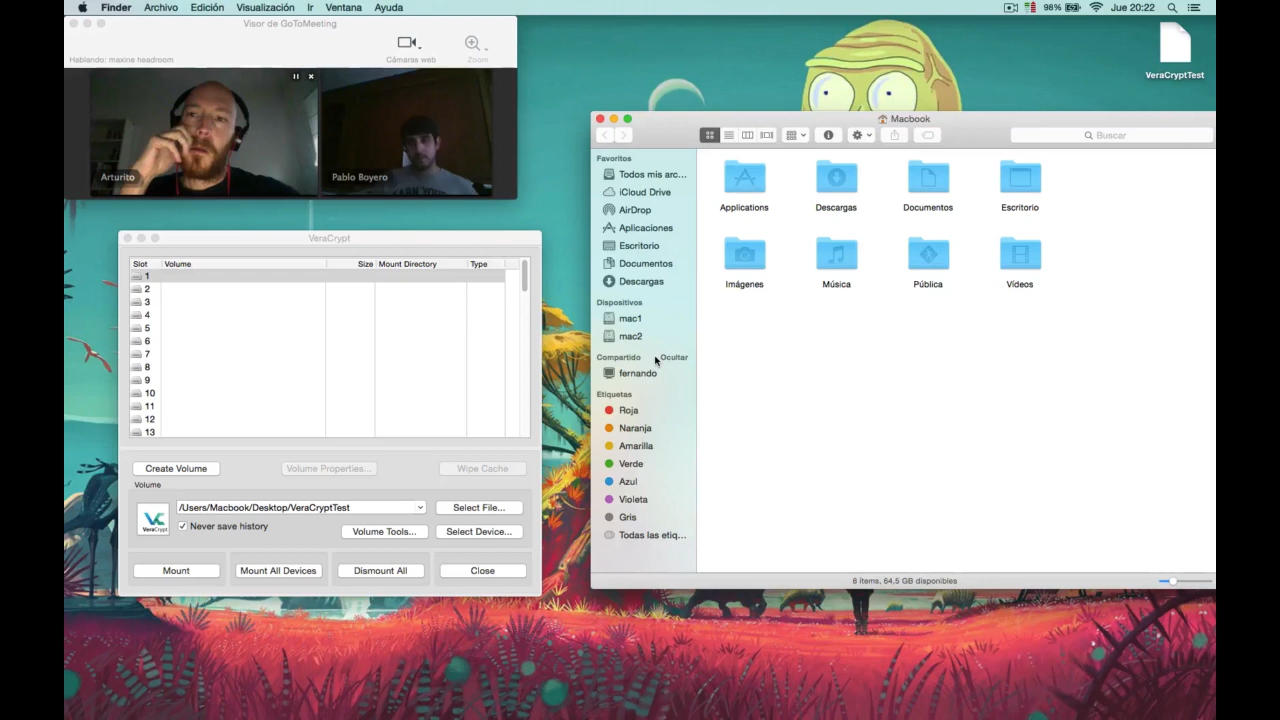 Finder Archivo Edición Visualización Ir Ventana Ayuda 98% Jue 20:22
Visor de GoToMeeting
Cámaras web Zoom
Hablando: maxine headroom
Arturito
Pablo Boyero
VeraCryptTest
Macbook
Buscar
Favoritos
Todos mis arc...
iCloud Drive
AirDrop
Aplicaciones
Escritorio
Documentos
Descargas
Dispositivos
mac1
mac2
Compartido Ocultar
fernando
Etiquetas
Roja
Naranja
Amarilla
Verde
Azul
Violeta
Gris
Todas las etiq...
Applications Descargas Documentos Escritorio
Imágenes Música Pública Vídeos
6 ítems, 64,5 GB disponibles
VeraCrypt
Slot Volume Size Mount Directory Type
1
2
3
4
5
6
7
8
9
10
11
12
13
Create Volume Volume Properties... Wipe Cache
Volume
VeraCrypt
/Users/Macbook/Desktop/VeraCryptTest Select File...
Never save history Volume Tools... Select Device...
Mount Mount All Devices Dismount All Close